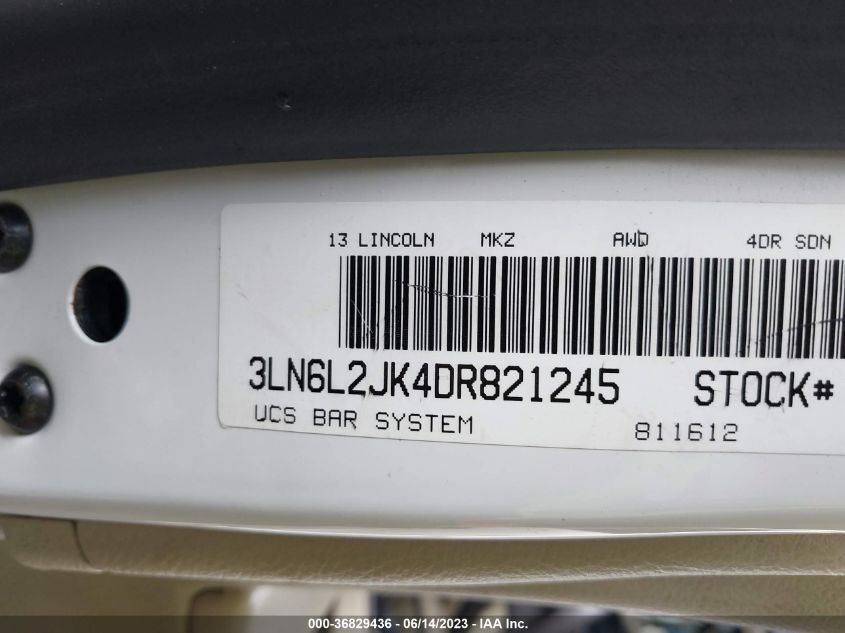 13 LINCOLN MKZ AWD 4DR SDN
3LN6L2JK4DR821245 STOCK#
UCS BAR SYSTEM 811612
000-36829436 - 06/14/2023 - IAA Inc.